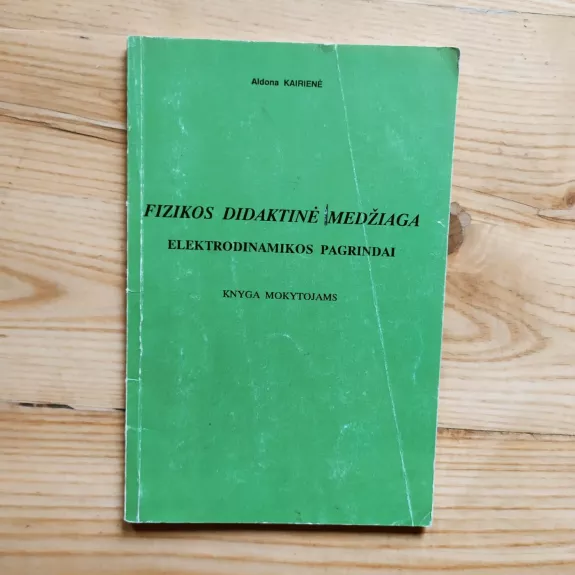 Aldona KAIRIENĖ
FIZIKOS DIDAKTINĖ MEDŽIAGA
ELEKTRODINAMIKOS PAGRINDAI
KNYGA MOKYTOJAMS